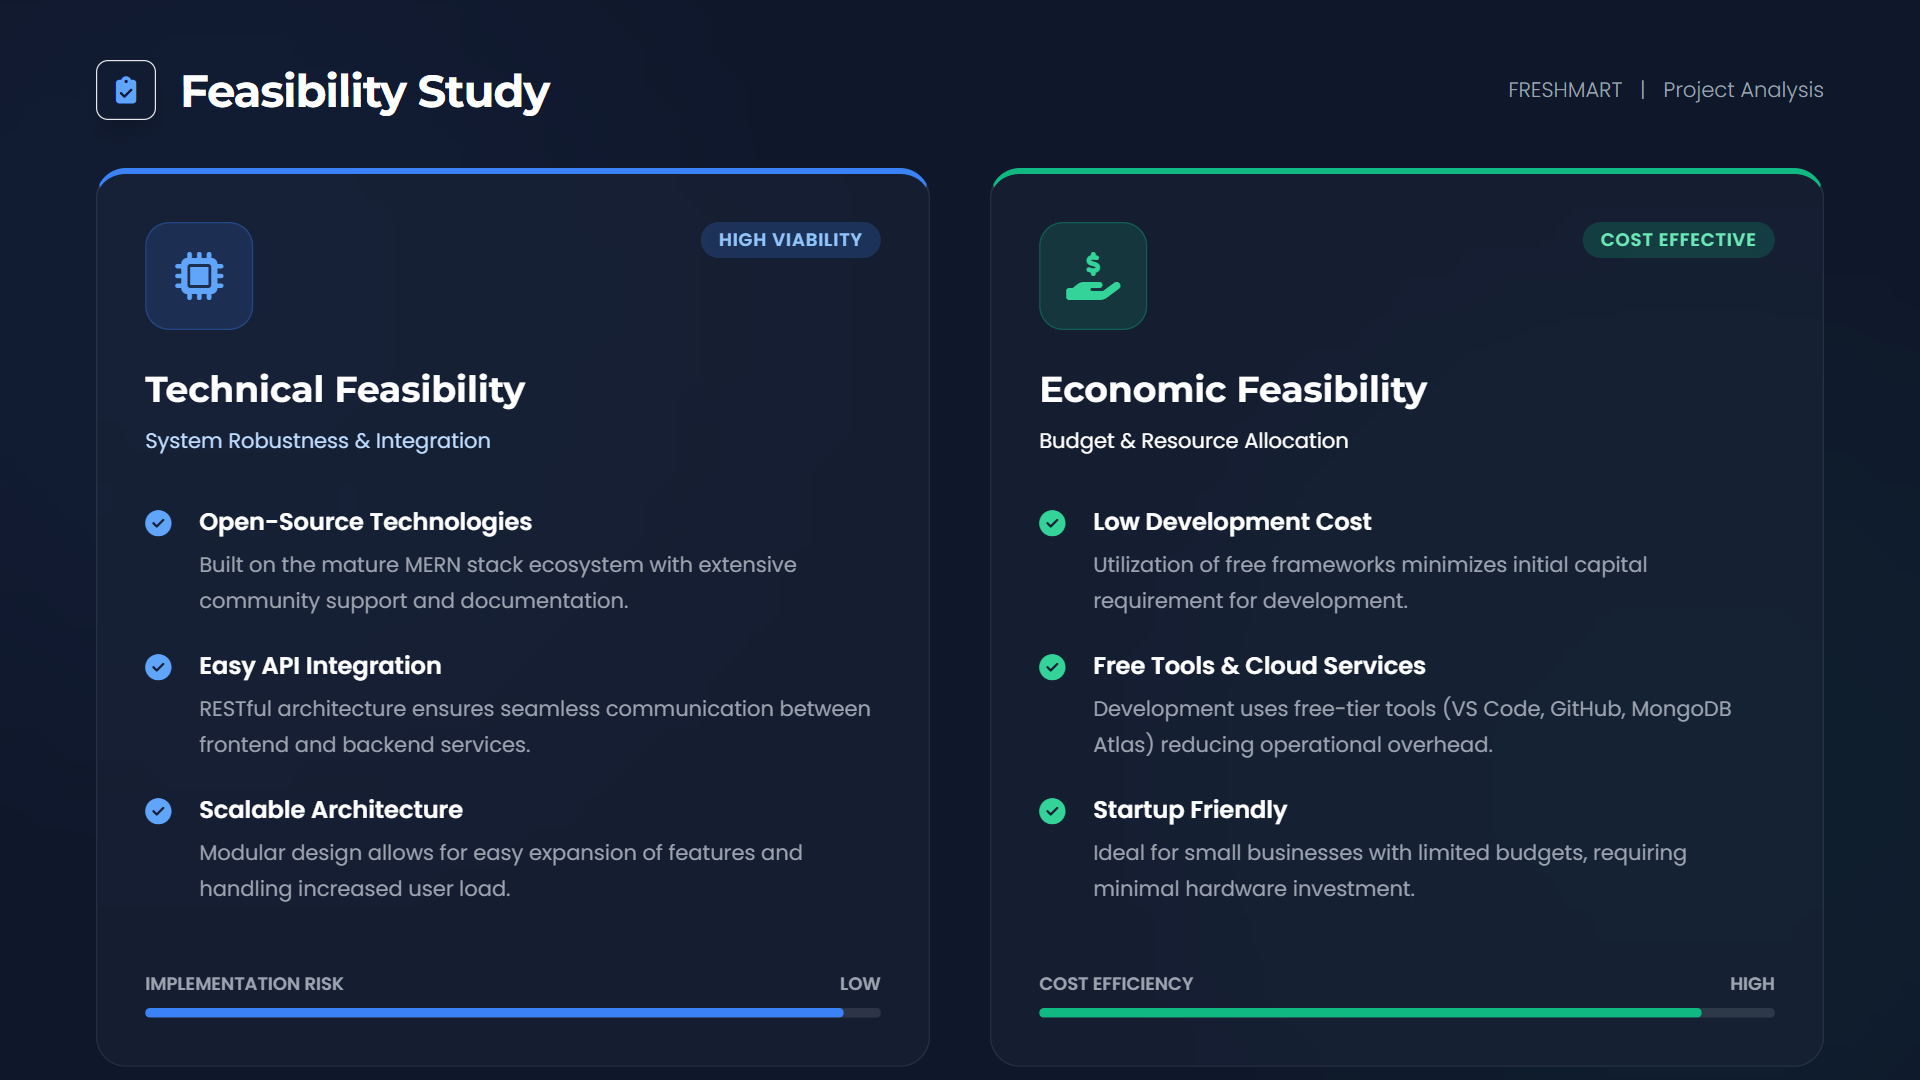 Feasibility Study
FRESHMART | Project Analysis
HIGH VIABILITY
Technical Feasibility
System Robustness & Integration
Open-Source Technologies
Built on the mature MERN stack ecosystem with extensive
community support and documentation.
Easy API Integration
RESTful architecture ensures seamless communication between
frontend and backend services.
Scalable Architecture
Modular design allows for easy expansion of features and
handling increased user load.
IMPLEMENTATION RISK
LOW
COST EFFECTIVE
Economic Feasibility
Budget & Resource Allocation
Low Development Cost
Utilization of free frameworks minimizes initial capital
requirement for development.
Free Tools & Cloud Services
Development uses free-tier tools (VS Code, GitHub, MongoDB
Atlas) reducing operational overhead.
Startup Friendly
Ideal for small businesses with limited budgets, requiring
minimal hardware investment.
COST EFFICIENCY
HIGH